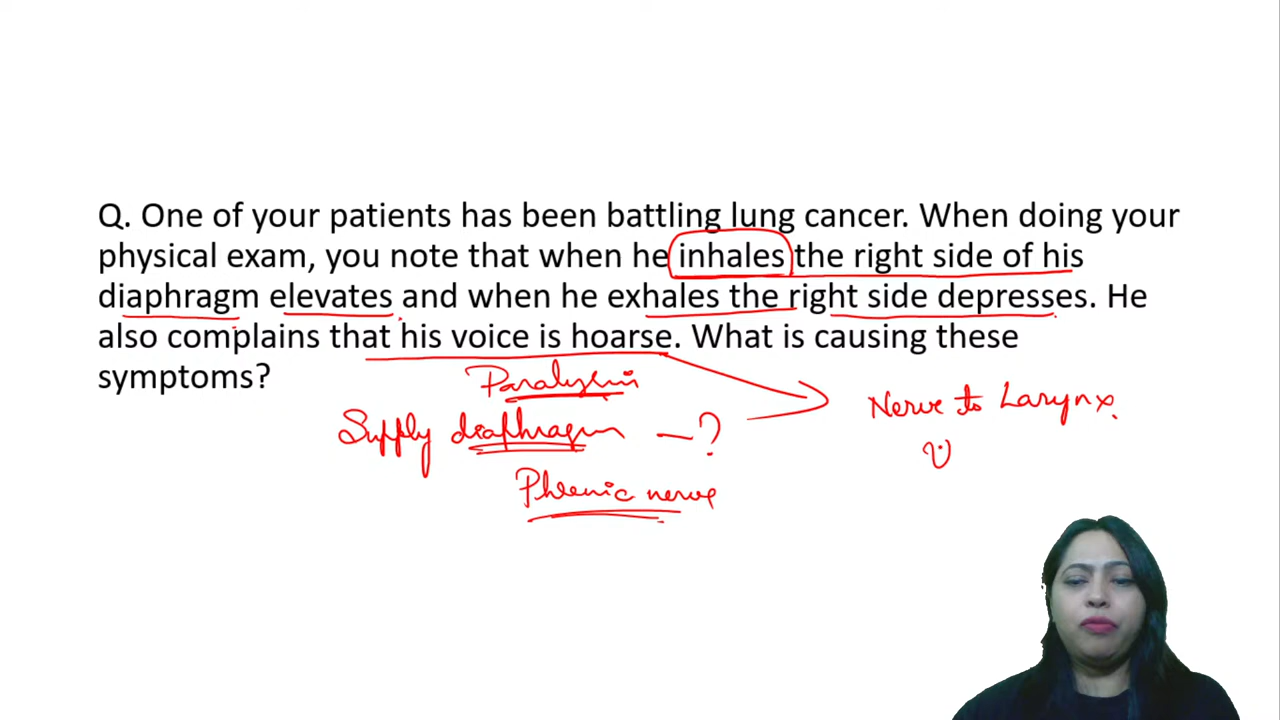 Q. One of your patients has been battling lung cancer. When doing your
physical exam, you note that when he inhales the right side of his
diaphragm elevates and when he exhales the right side depresses. He
also complains that his voice is hoarse. What is causing these
symptoms?
Paralysis
Nerve to Larynx.
Supply diaphragm – ?
Phrenic nerve